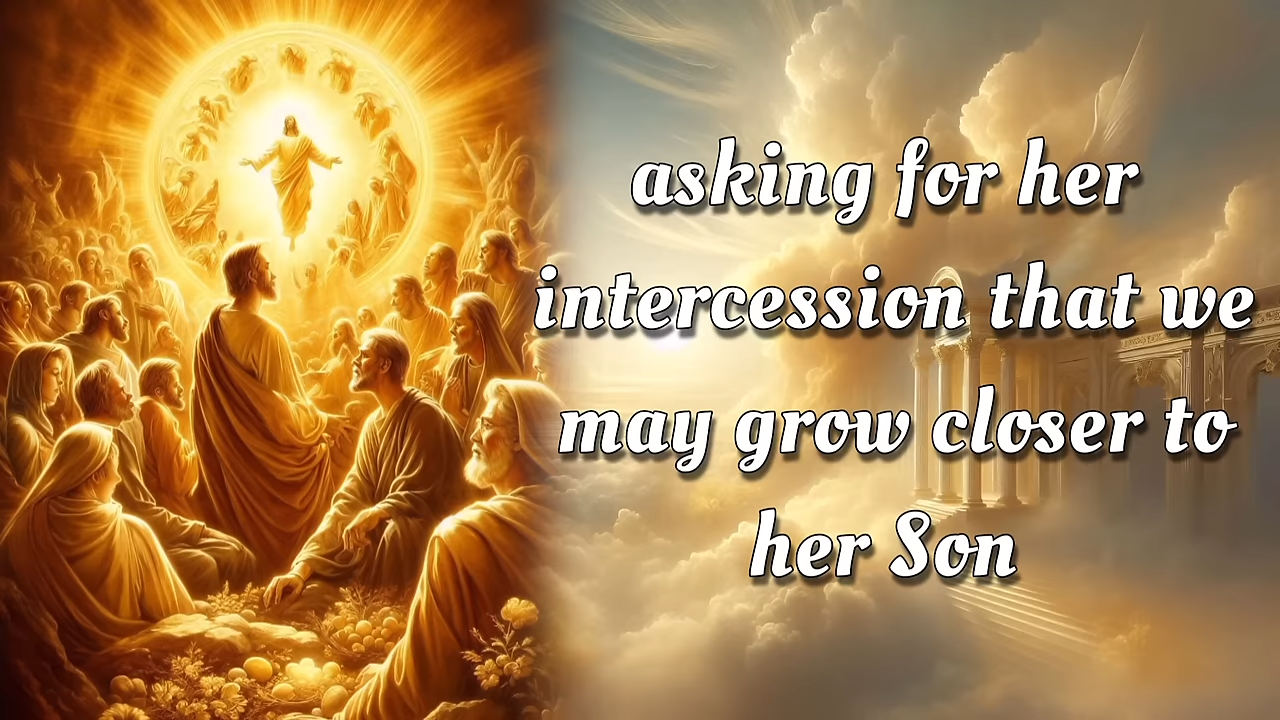 asking for her
intercession that we
may grow closer to
her Son